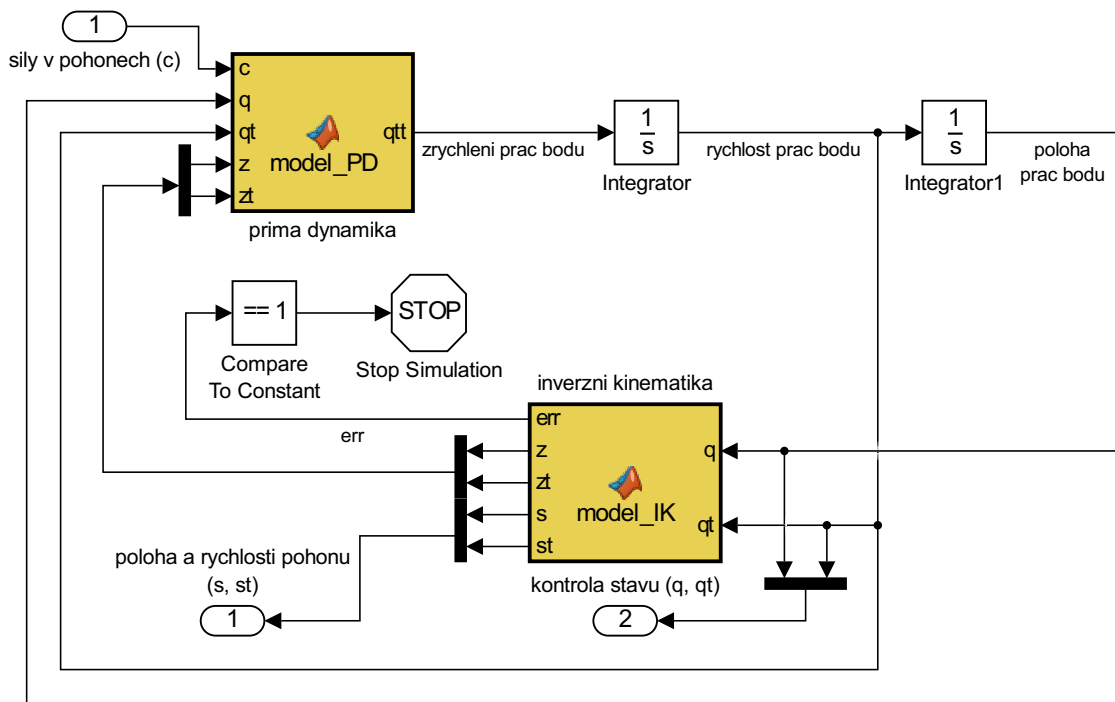 1
sily v pohonech (c)
c
q
qt
z
zt
model_PD
qtt
prima dynamika
zrychleni prac bodu
1
s
Integrator
rychlost prac bodu
1
s
Integrator1
poloha
prac bodu
== 1
Compare
To Constant
STOP
Stop Simulation
err
inverzni kinematika
err
z
zt
s
st
model_IK
q
qt
poloha a rychlosti pohonu
(s, st)
1
kontrola stavu (q, qt)
2